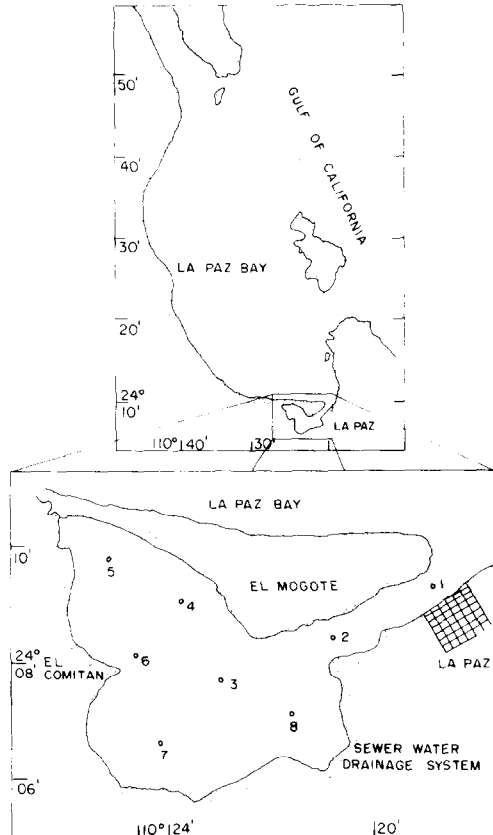 50'
GULF OF CALIFORNIA
40'
30'
LA PAZ BAY
20'
24°
10'
LA PAZ
110° 40'
30'
LA PAZ BAY
10'
5
EL MOGOTE
1
4
2
LA PAZ
24°
08'
EL
COMITAN
6
3
8
7
SEWER WATER
DRAINAGE SYSTEM
06'
110° 24'
20'